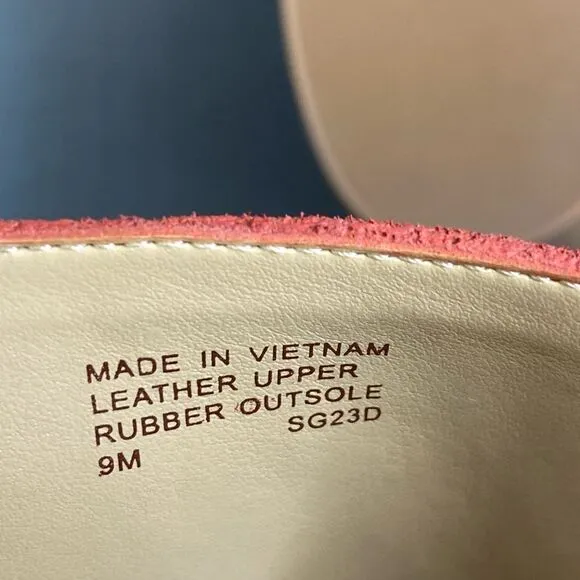 MADE IN VIETNAM
LEATHER UPPER
RUBBER OUTSOLE
SG23D
9M